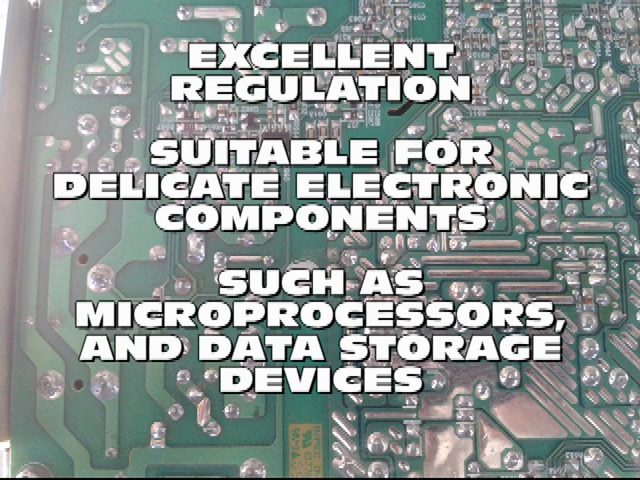 EXCELLENT
REGULATION
SUITABLE FOR
DELICATE ELECTRONIC
COMPONENTS
SUCH AS
MICROPROCESSORS,
AND DATA STORAGE
DEVICES